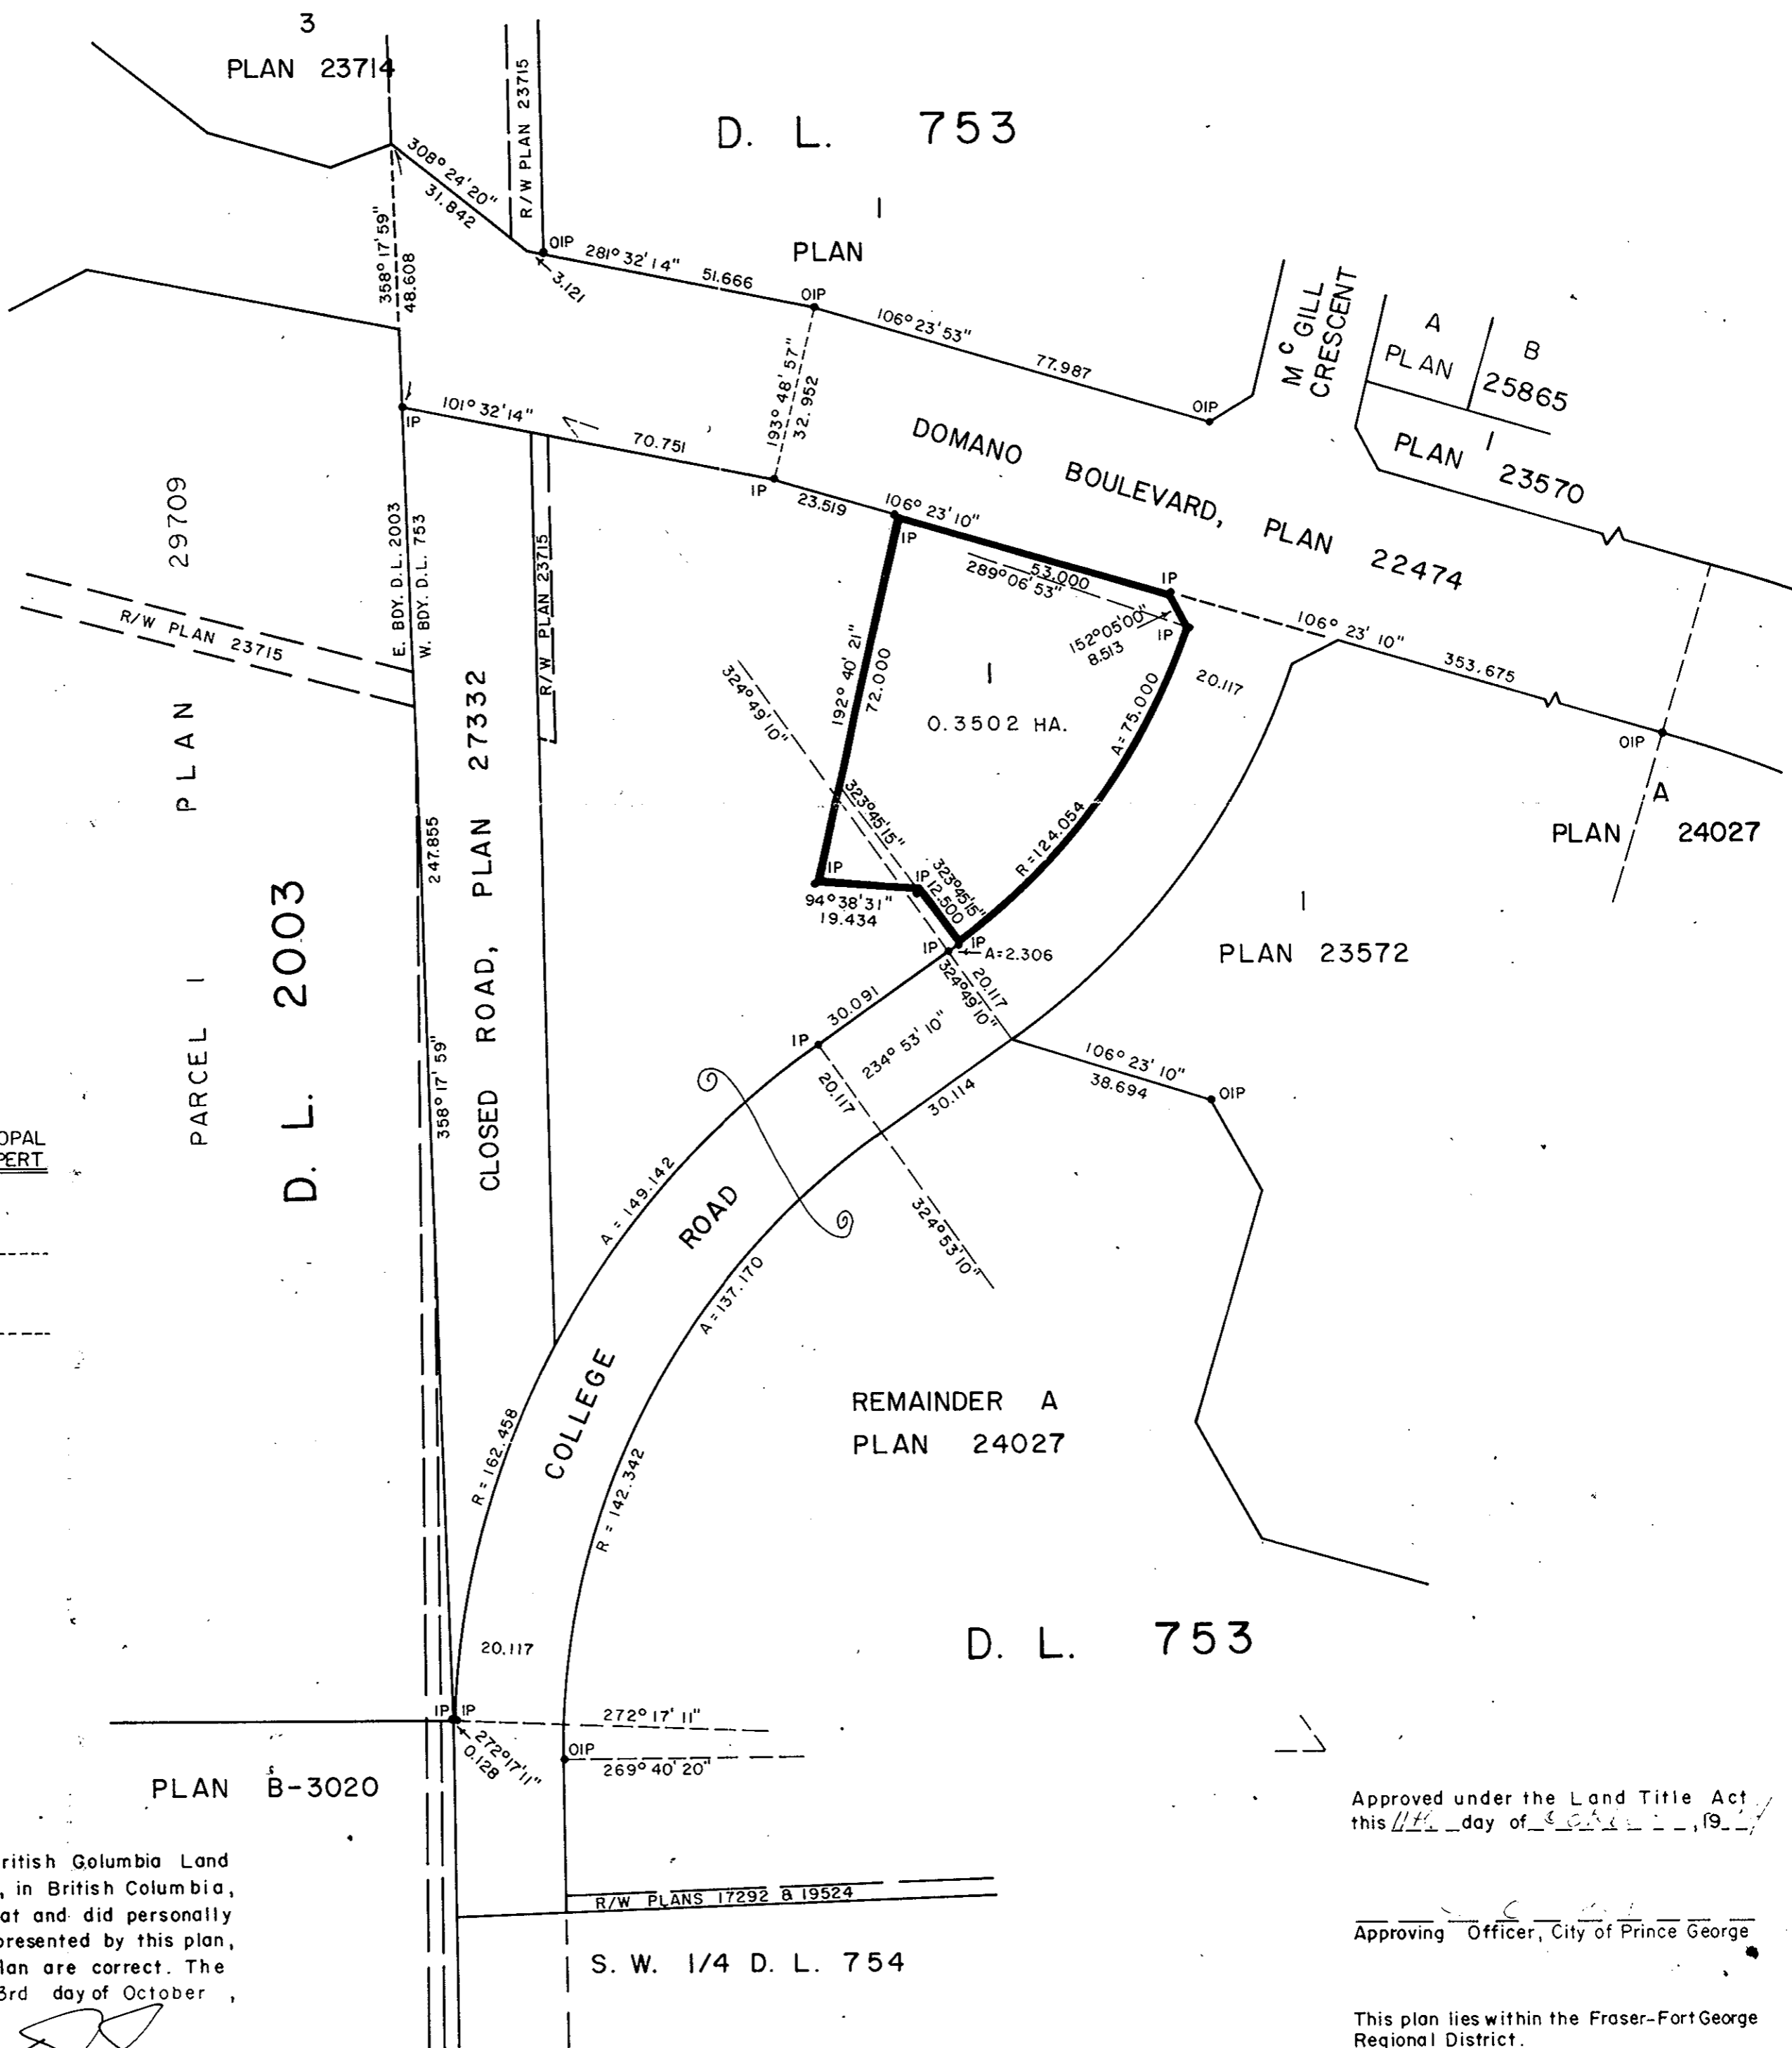 3
PLAN 23714
R/W PLAN 23715
D. L. 753
1
PLAN
308° 24' 20"
31.842
358° 17' 59"
48.608
OIP
281° 32' 14"
51.666
3.121
OIP
106° 23' 53"
77.987
OIP
Mc GILL
CRESCENT
A
PLAN
B
25865
1
PLAN 23570
193° 48' 57"
32.952
101° 32' 14"
IP
70.751
IP
23.519
106° 23' 10"
IP
DOMANO BOULEVARD, PLAN 22474
53.000
289° 06' 53"
IP
152° 05' 00"
8.513
IP
106° 23' 10"
353.675
OIP
20.117
29709
PLAN
PARCEL 1
R/W PLAN 23715
E. BDY. D.L. 2003
W. BDY. D.L. 753
R/W PLAN 23715
CLOSED ROAD, PLAN 27332
192° 40' 21"
72.000
324° 49' 10"
1
0.3502 HA.
A = 75.000
R = 124.054
323° 45' 15"
323° 45' 15"
12.500
IP
IP
94° 38' 31"
19.434
IP
IP
A=2.306
20.117
324° 49' 10"
A
PLAN 24027
1
PLAN 23572
247.855
358° 17' 59"
D. L. 2003
30.091
IP
234° 53' 10"
20.117
30.114
106° 23' 10"
38.694
OIP
324° 53' 10"
OPAL
PERT
A = 149.142
R = 162.458
COLLEGE ROAD
A = 137.170
R = 142.342
REMAINDER A
PLAN 24027
D. L. 753
20.117
IP
IP
272° 17' 11"
272° 17' 11"
0.128
OIP
269° 40' 20"
PLAN B-3020
R/W PLANS 17292 & 19524
S. W. 1/4 D. L. 754
ritish Columbia Land
, in British Columbia,
at and did personally
presented by this plan,
lan are correct. The
3rd day of October ,
Approved under the Land Title Act
this 11th day of , 19
Approving Officer, City of Prince George
This plan lies within the Fraser-Fort George
Regional District.